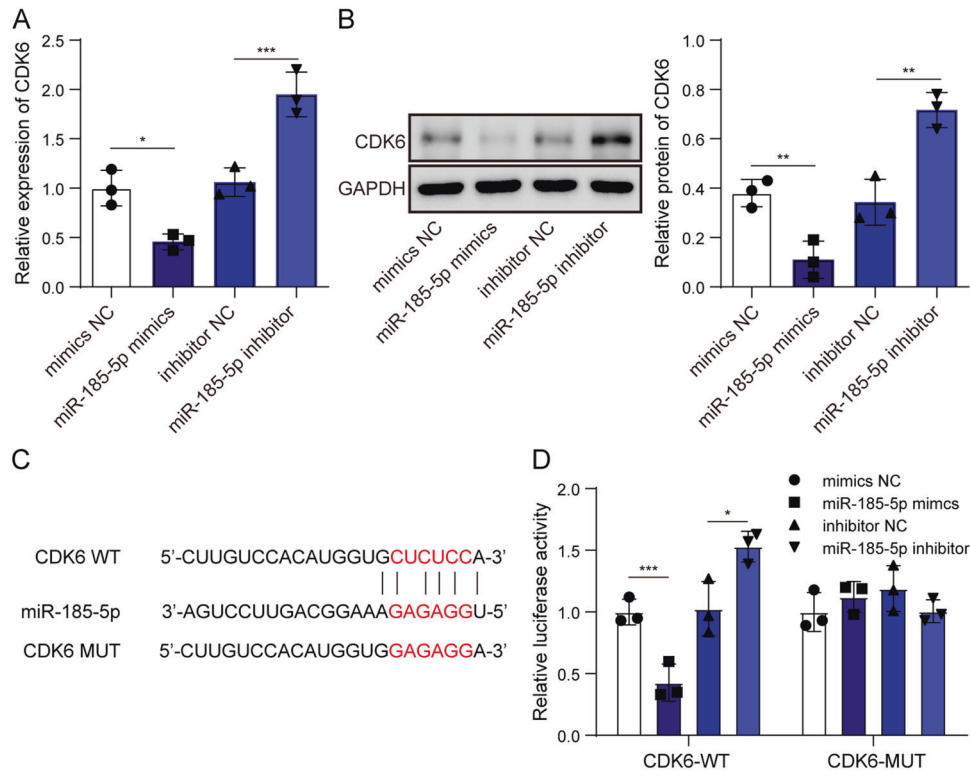 A
Relative expression of CDK6
2.5
2.0
1.5
1.0
0.5
0.0
*
***
mimics NC
miR-185-5p mimics
inhibitor NC
miR-185-5p inhibitor
B
CDK6
GAPDH
mimics NC
miR-185-5p mimics
inhibitor NC
miR-185-5p inhibitor
Relative protein of CDK6
1.0
0.8
0.6
0.4
0.2
0.0
**
**
mimics NC
miR-185-5p mimics
inhibitor NC
miR-185-5p inhibitor
C
CDK6 WT 5'-CUUGUCCACAUGGUGCUCUCCA-3'
miR-185-5p 3'-AGUCCUUGACGGAAAGAGAGGU-5'
CDK6 MUT 5'-CUUGUCCACAUGGUGGAGAGGA-3'
D
mimics NC
miR-185-5p mimcs
inhibitor NC
miR-185-5p inhibitor
Relative luciferase activity
2.0
1.5
1.0
0.5
0.0
***
*
CDK6-WT
CDK6-MUT